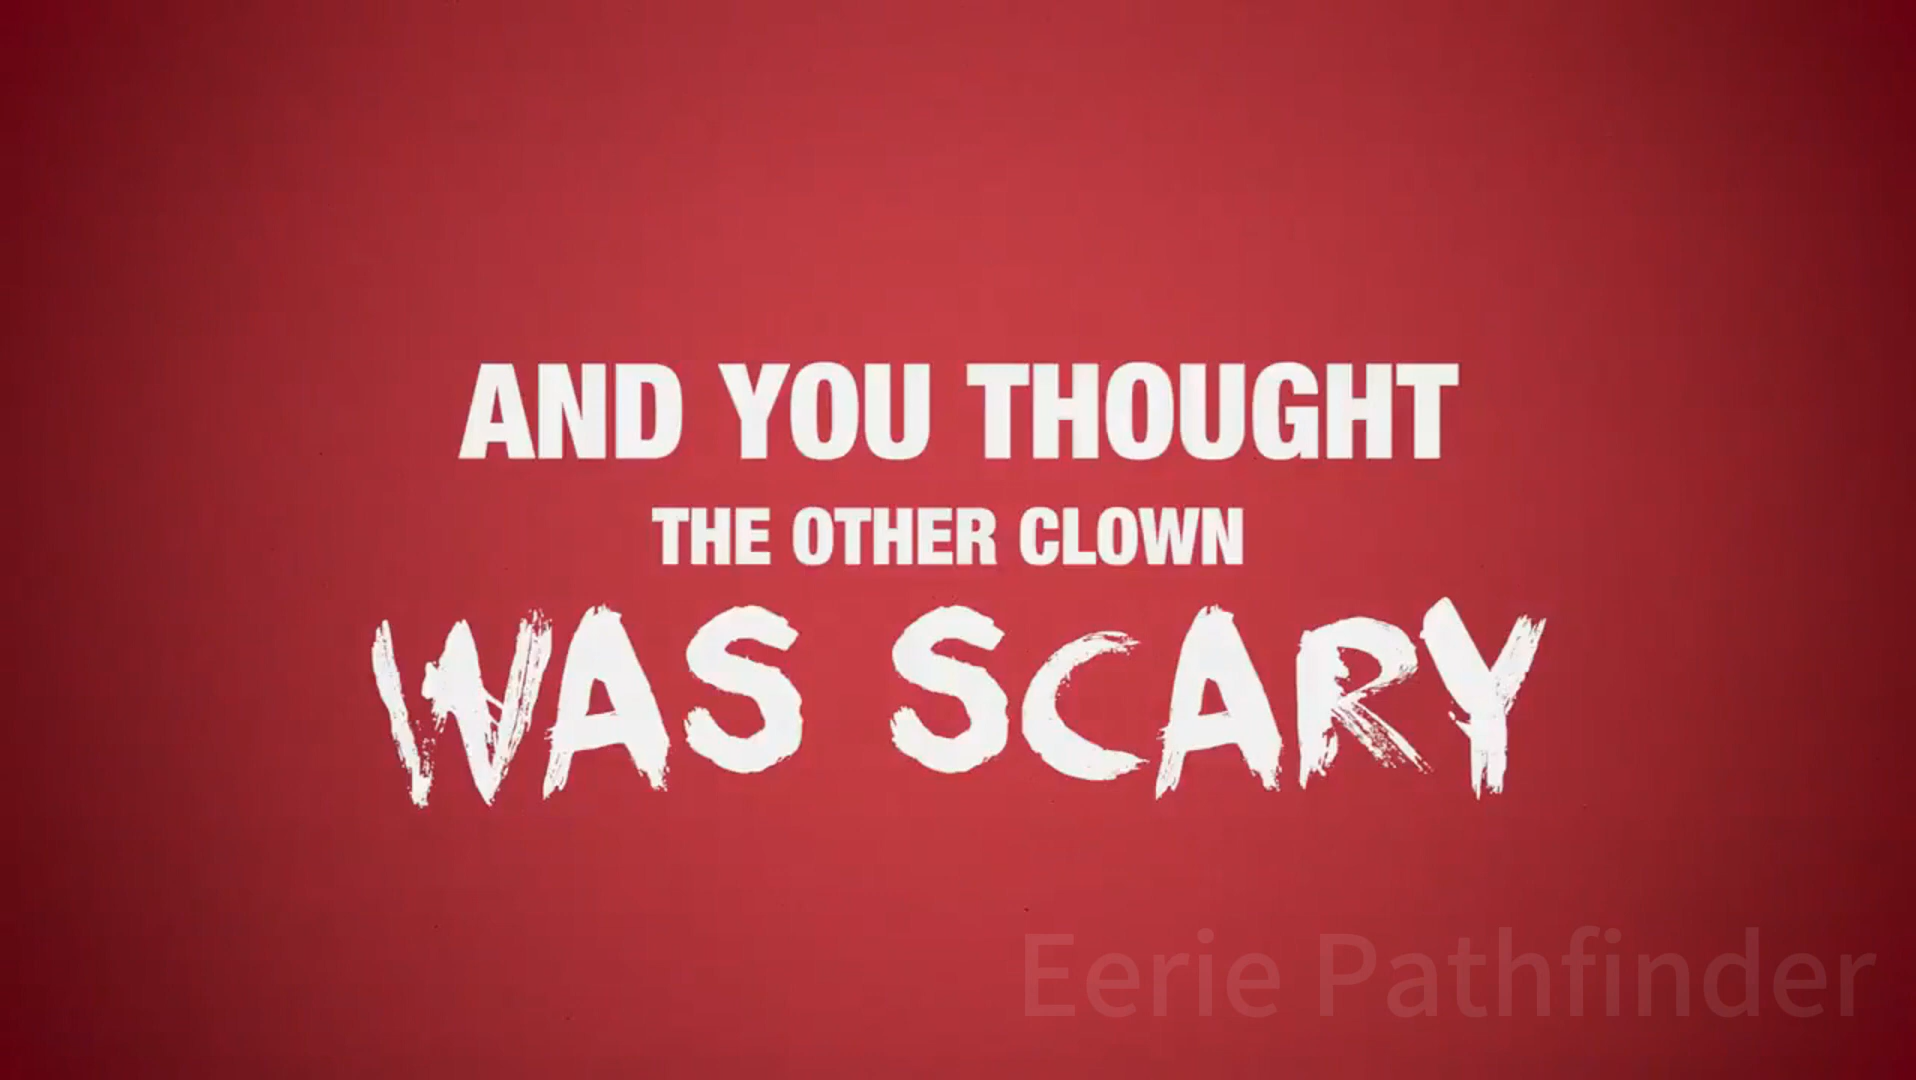 AND YOU THOUGHT
THE OTHER CLOWN
WAS SCARY
Eerie Pathfinder